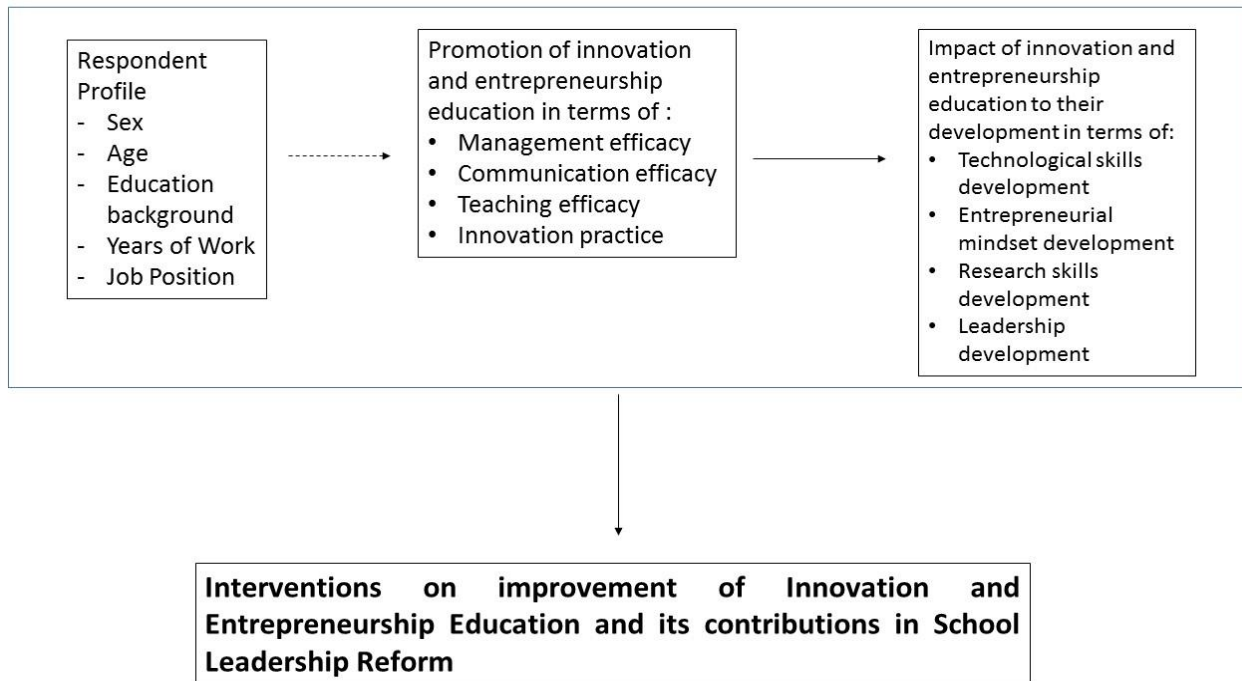 Respondent
Profile
- Sex
- Age
- Education
background
- Years of Work
- Job Position
Promotion of innovation
and entrepreneurship
education in terms of :
• Management efficacy
• Communication efficacy
• Teaching efficacy
• Innovation practice
Impact of innovation and
entrepreneurship
education to their
development in terms of:
• Technological skills
development
• Entrepreneurial
mindset development
• Research skills
development
• Leadership
development
Interventions on improvement of Innovation and
Entrepreneurship Education and its contributions in School
Leadership Reform